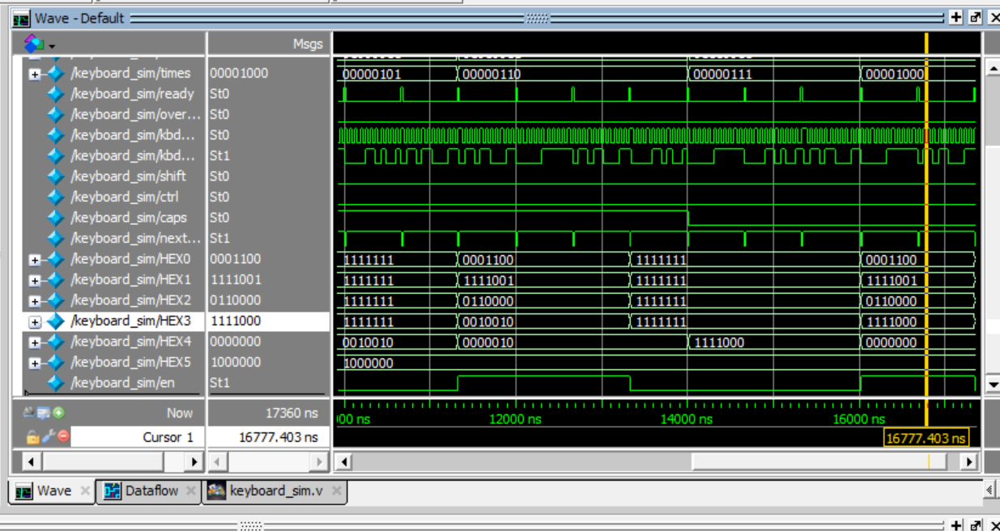 Wave - Default
Msgs
/keyboard_sim/times 00001000 00000101 00000110 00000111 00001000
/keyboard_sim/ready St0
/keyboard_sim/over... St0
/keyboard_sim/kbd... St0
/keyboard_sim/kbd... St1
/keyboard_sim/shift St0
/keyboard_sim/ctrl St0
/keyboard_sim/caps St0
/keyboard_sim/next... St1
/keyboard_sim/HEX0 0001100 1111111 0001100 1111111 0001100
/keyboard_sim/HEX1 1111001 1111111 1111001 1111111 1111001
/keyboard_sim/HEX2 0110000 1111111 0110000 1111111 0110000
/keyboard_sim/HEX3 1111000 1111111 0010010 1111111 1111000
/keyboard_sim/HEX4 0000000 0010010 0000010 1111000 0000000
/keyboard_sim/HEX5 1000000 1000000
/keyboard_sim/en St1
Now 17360 ns 00 ns 12000 ns 14000 ns 16000 ns
Cursor 1 16777.403 ns 16777.403 ns
Wave Dataflow keyboard_sim.v